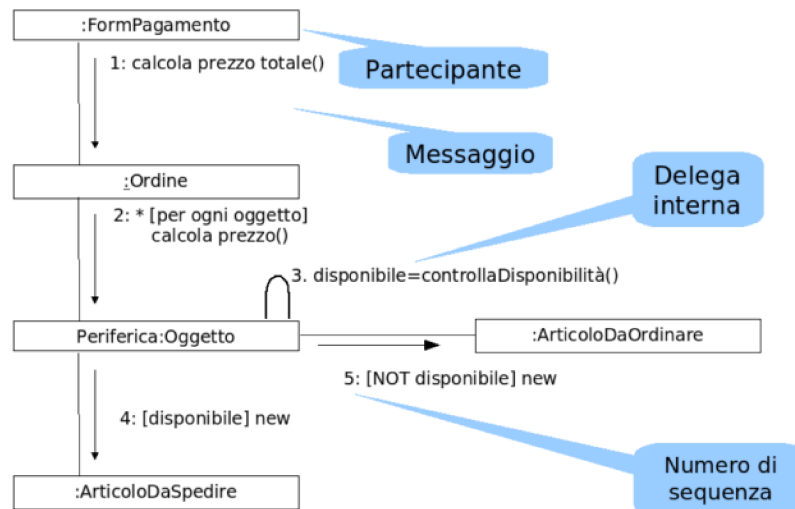 :FormPagamento
1: calcola prezzo totale()
Partecipante
Messaggio
:Ordine
Delega
interna
2: * [per ogni oggetto]
calcola prezzo()
3. disponibile=controllaDisponibilità()
Periferica:Oggetto
:ArticoloDaOrdinare
5: [NOT disponibile] new
4: [disponibile] new
Numero di
sequenza
:ArticoloDaSpedire